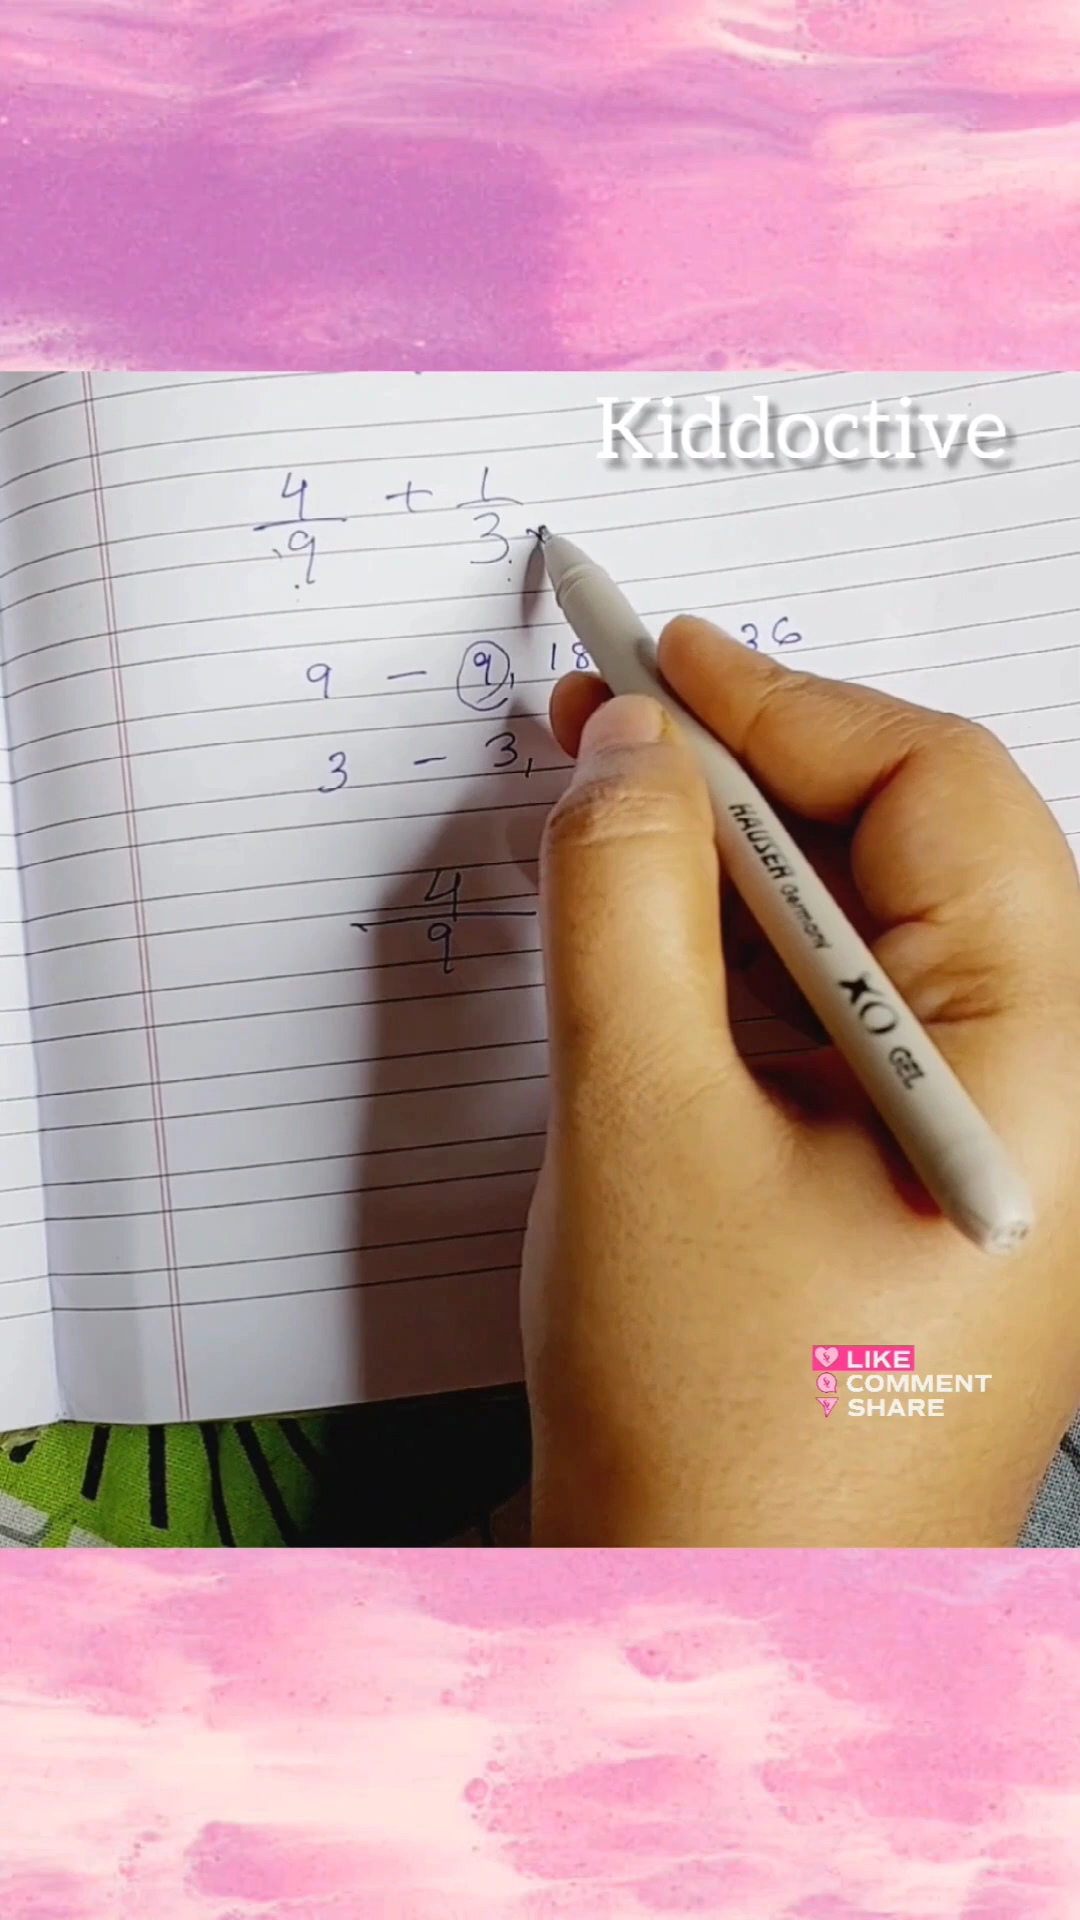 Kiddoctive
4/9 + 1/3
9 - 9, 18 36
3 - 3,
4/9
HAUSER Germany XO GEL
LIKE
COMMENT
SHARE